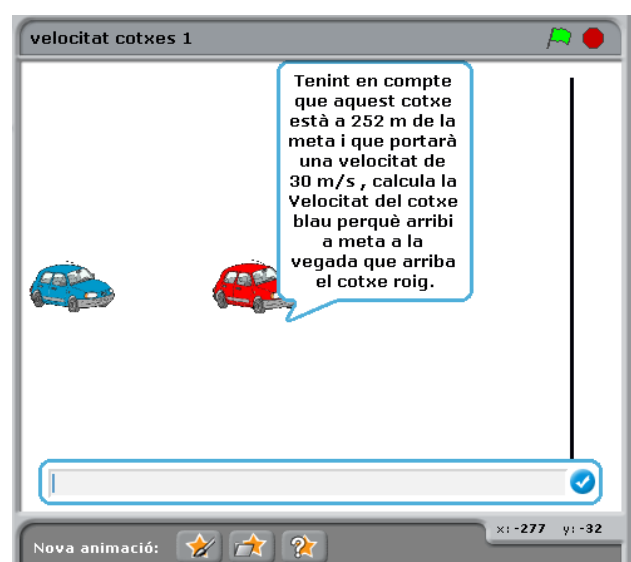 velocitat cotxes 1
Tenint en compte
que aquest cotxe
està a 252 m de la
meta i que portarà
una velocitat de
30 m/s , calcula la
Velocitat del cotxe
blau perquè arribi
a meta a la
vegada que arriba
el cotxe roig.
x: -277 y: -32
Nova animació: